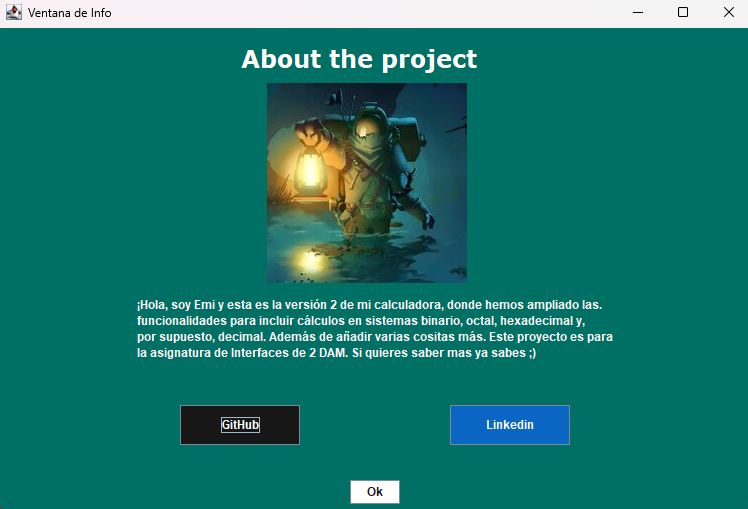 Ventana de Info
About the project
¡Hola, soy Emi y esta es la versión 2 de mi calculadora, donde hemos ampliado las.
funcionalidades para incluir cálculos en sistemas binario, octal, hexadecimal y,
por supuesto, decimal. Además de añadir varias cositas más. Este proyecto es para
la asignatura de Interfaces de 2 DAM. Si quieres saber mas ya sabes ;)
GitHub
Linkedin
Ok